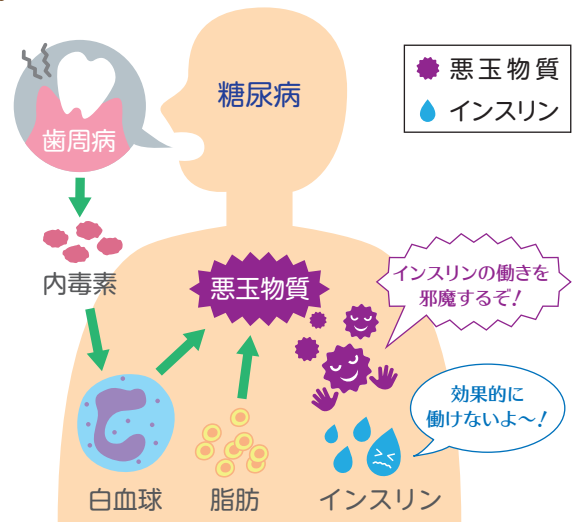 糖尿病
悪玉物質
インスリン
歯周病
内毒素
悪玉物質
インスリンの働きを
邪魔するぞ!
効果的に
働けないよ〜!
白血球
脂肪
インスリン